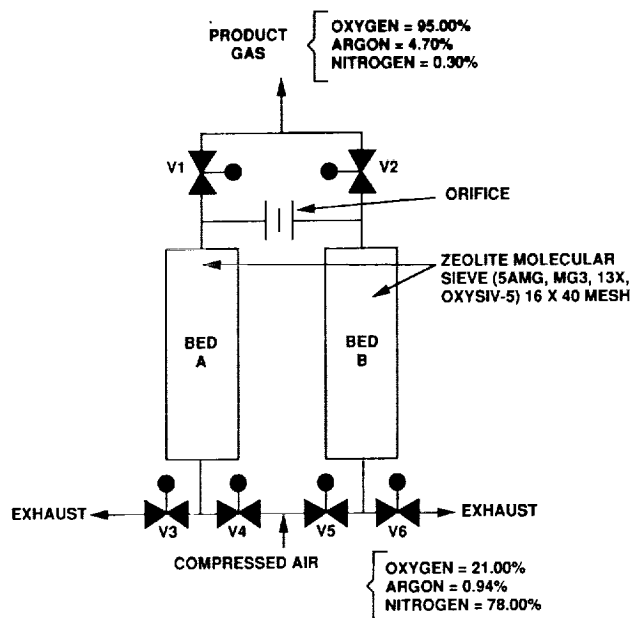 PRODUCT
GAS
OXYGEN = 95.00%
ARGON = 4.70%
NITROGEN = 0.30%
V1
V2
ORIFICE
ZEOLITE MOLECULAR
SIEVE (5AMG, MG3, 13X,
OXYSIV-5) 16 X 40 MESH
BED
A
BED
B
EXHAUST
V3
V4
V5
V6
EXHAUST
COMPRESSED AIR
OXYGEN = 21.00%
ARGON = 0.94%
NITROGEN = 78.00%